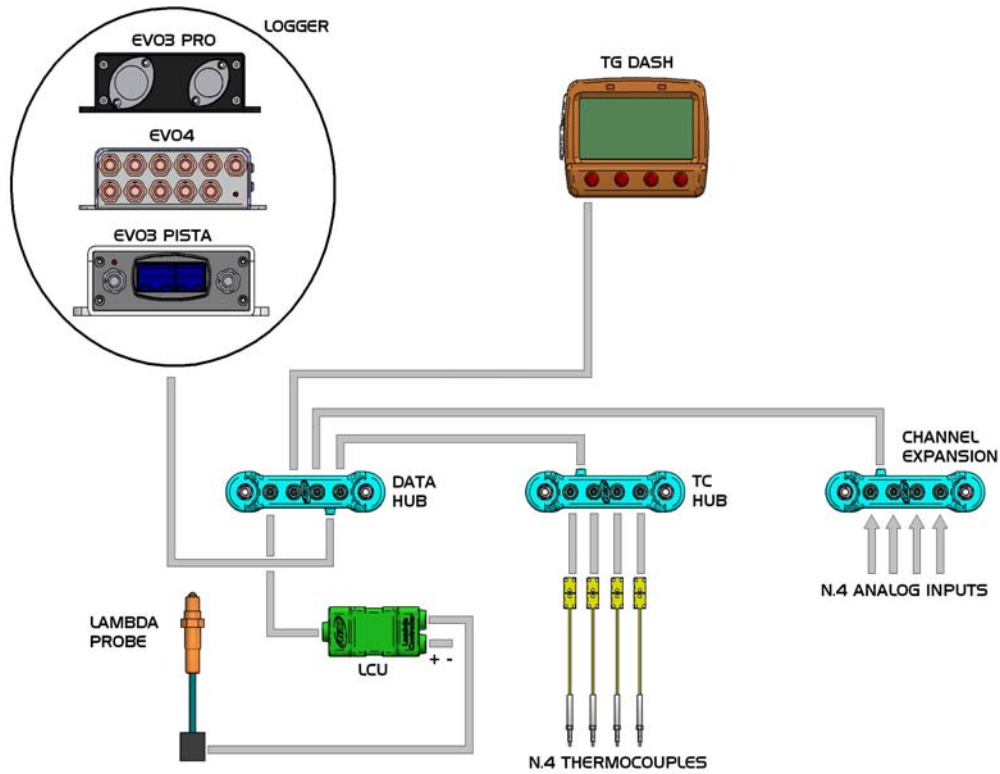 LOGGER
EVO3 PRO
EVO4
EVO3 PISTA
TG DASH
DATA
HUB
TC
HUB
CHANNEL
EXPANSION
N.4 ANALOG INPUTS
LAMBDA
PROBE
LCU
+ -
N.4 THERMOCOUPLES